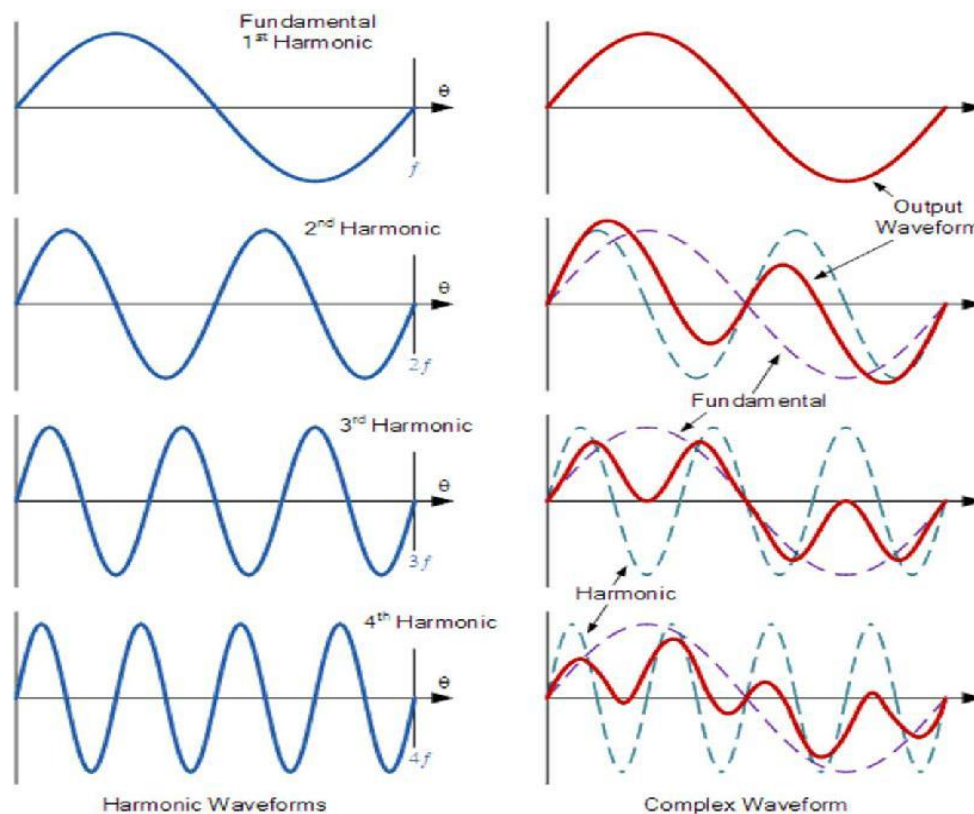 Fundamental
1st Harmonic
θ
f
Output
Waveform
2nd Harmonic
θ
2f
Fundamental
3rd Harmonic
θ
3f
Harmonic
4th Harmonic
θ
4f
Harmonic Waveforms
Complex Waveform